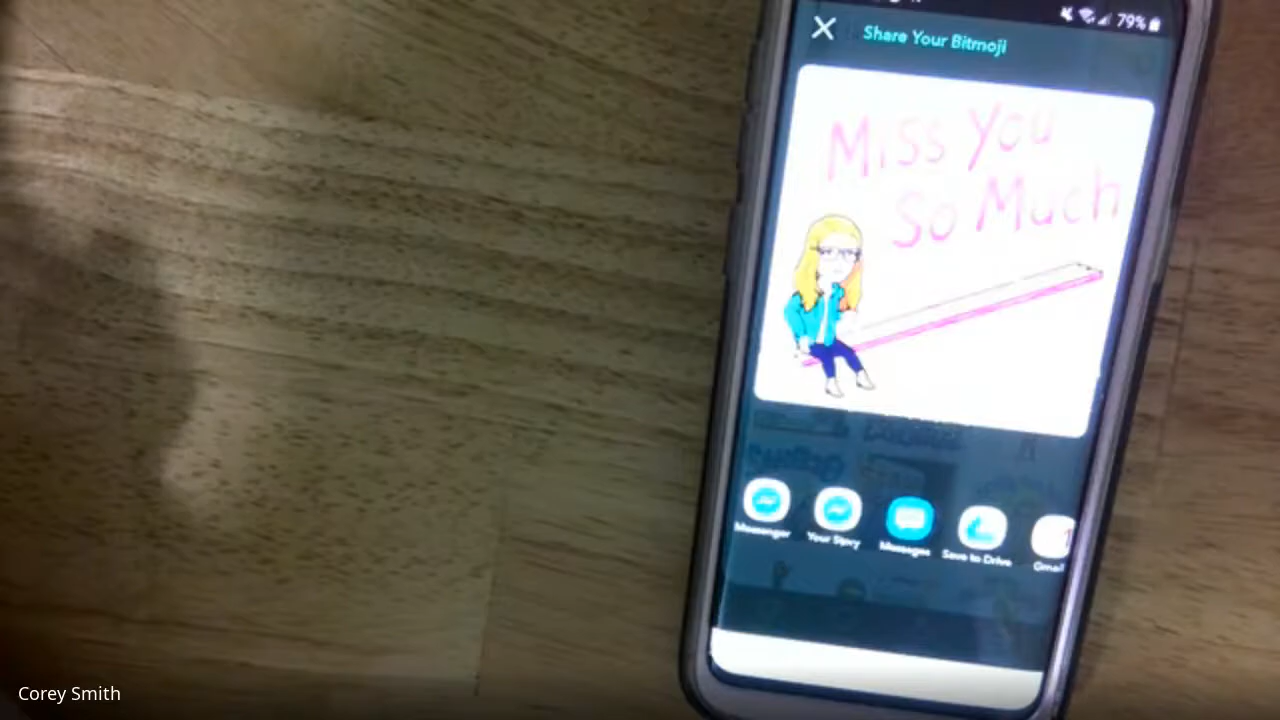 79%
Share Your Bitmoji
Miss You
So Much
Messenger
Your Story
Messages
Save to Drive
Gmail
Corey Smith